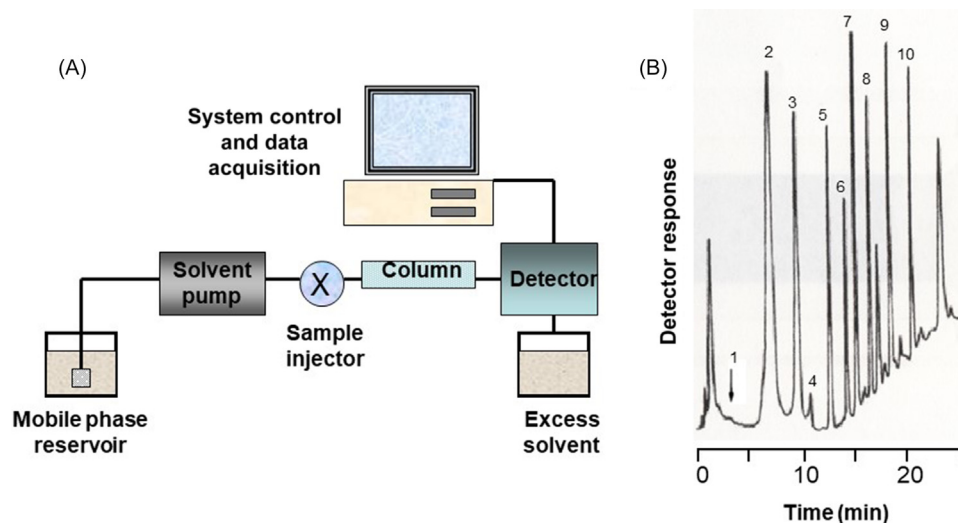 (A)
System control
and data
acquisition
Solvent
pump
X
Column
Detector
Sample
injector
Mobile phase
reservoir
Excess
solvent
(B)
Detector response
1
2
3
4
5
6
7
8
9
10
0
10
20
Time (min)